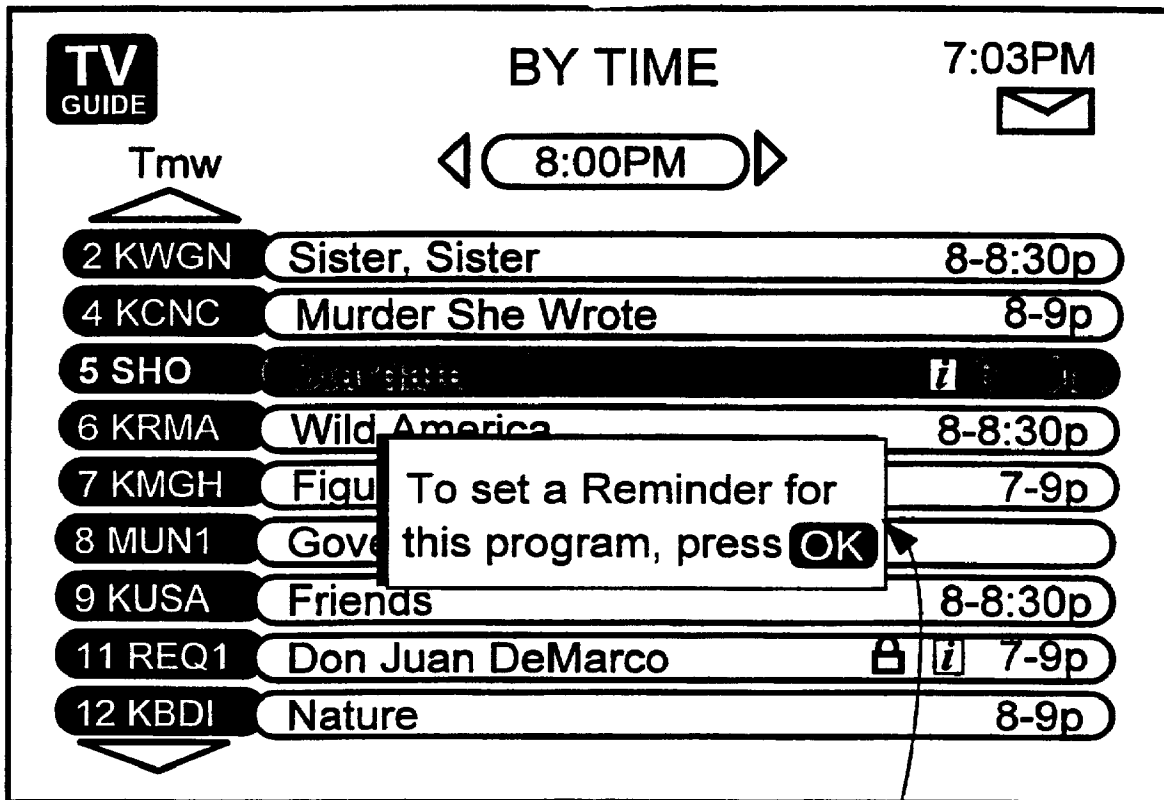 TV
GUIDE
BY TIME
7:03PM
Tmw
8:00PM
2 KWGN Sister, Sister 8-8:30p
4 KCNC Murder She Wrote 8-9p
5 SHO i
6 KRMA Wild America 8-8:30p
7 KMGH Figu 7-9p
8 MUN1 Gove
9 KUSA Friends 8-8:30p
11 REQ1 Don Juan DeMarco i 7-9p
12 KBDI Nature 8-9p
To set a Reminder for
this program, press OK